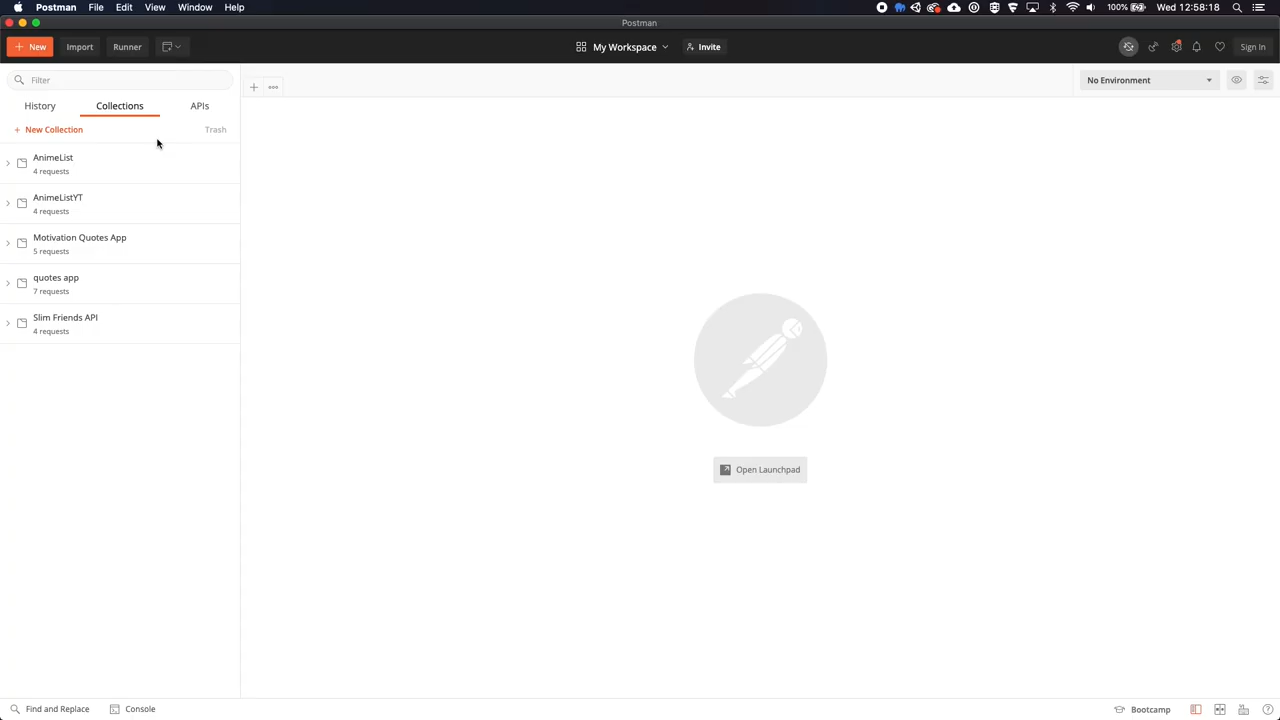 Postman File Edit View Window Help 100% Wed 12:58:18
Postman
New Import Runner My Workspace Invite Sign In
Filter No Environment
History Collections APIs
+ New Collection Trash
AnimeList
4 requests
AnimeListYT
4 requests
Motivation Quotes App
5 requests
quotes app
7 requests
Slim Friends API
4 requests
Open Launchpad
Find and Replace Console Bootcamp